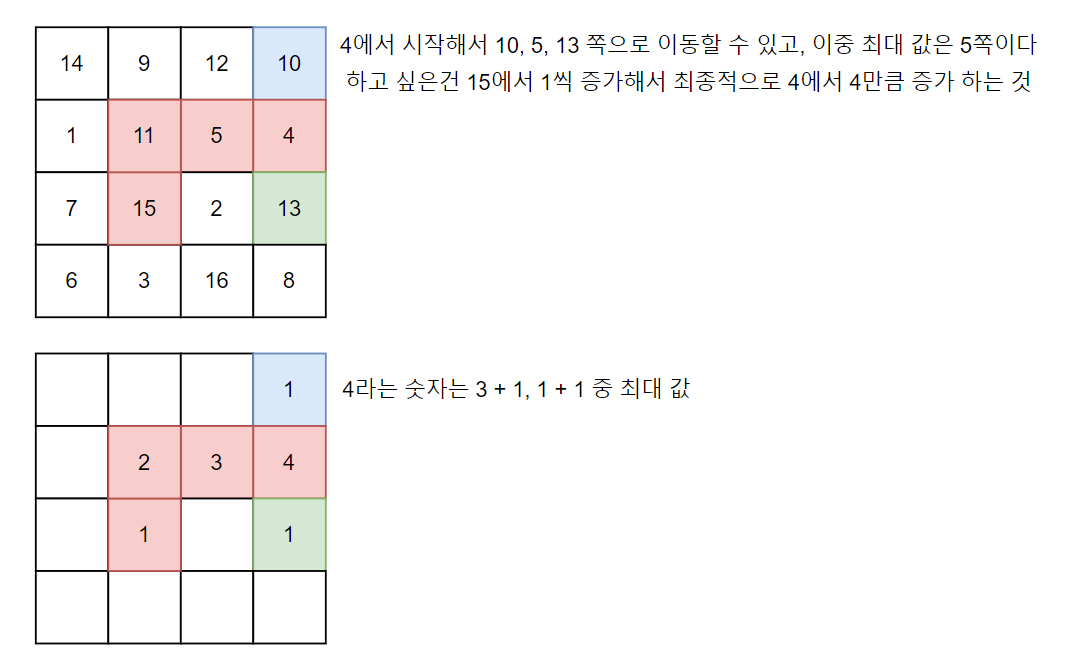 14 9 12 10
4에서 시작해서 10, 5, 13 쪽으로 이동할 수 있고, 이중 최대 값은 5쪽이다
하고 싶은건 15에서 1씩 증가해서 최종적으로 4에서 4만큼 증가 하는 것
1 11 5 4
7 15 2 13
6 3 16 8
1
4라는 숫자는 3 + 1, 1 + 1 중 최대 값
2 3 4
1 1